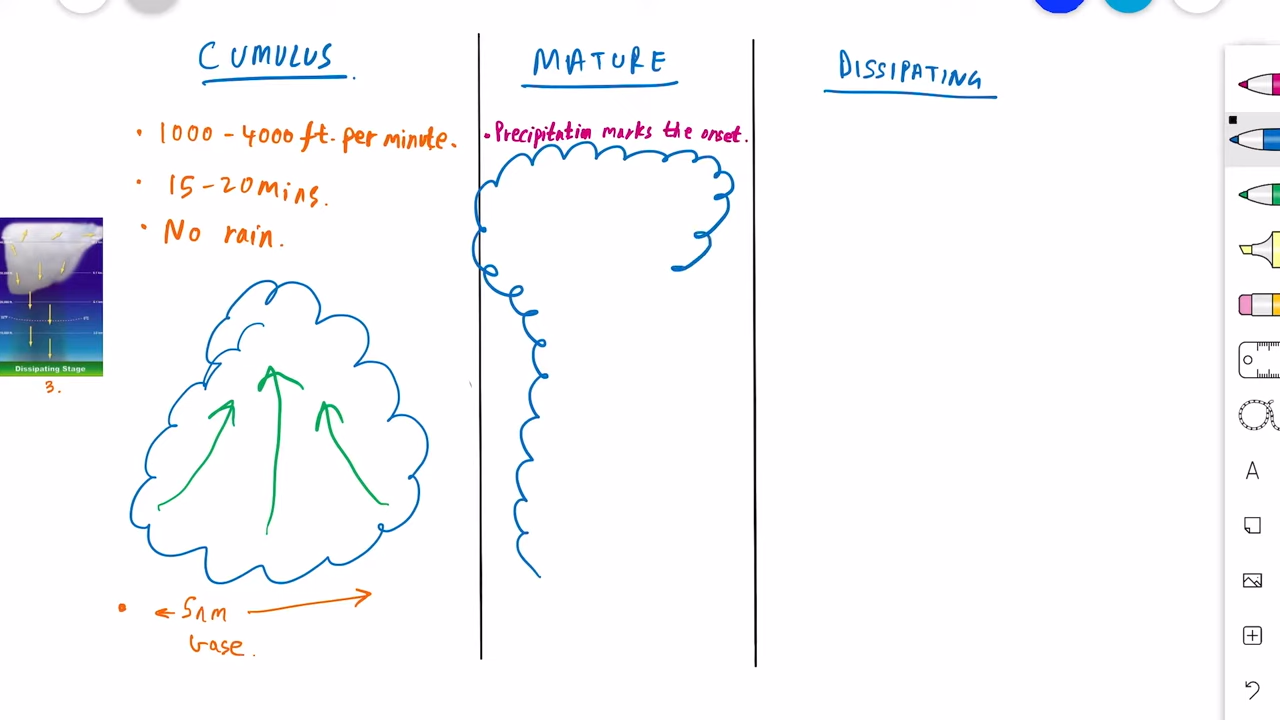 CUMULUS
• 1000 - 4000 ft. per minute.
• 15 - 20 mins.
• No rain.
Dissipating Stage
3.
• ← 5nm →
base.
MATURE
• Precipitation marks the onset.
DISSIPATING
A